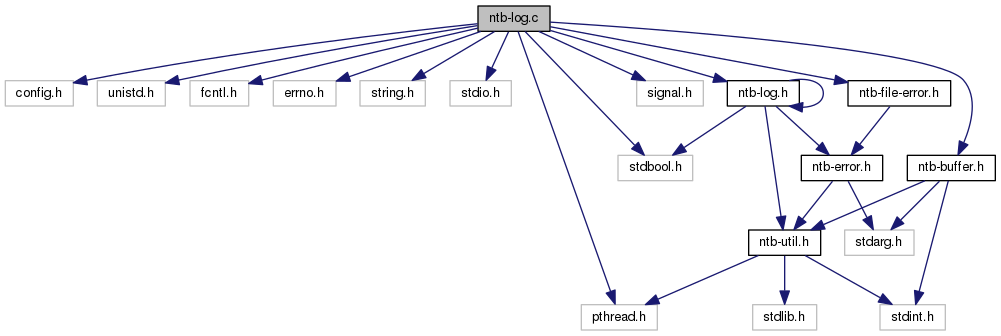 ntb-log.c
config.h
unistd.h
fcntl.h
errno.h
string.h
stdio.h
signal.h
ntb-log.h
ntb-file-error.h
stdbool.h
ntb-error.h
ntb-buffer.h
ntb-util.h
stdarg.h
pthread.h
stdlib.h
stdint.h